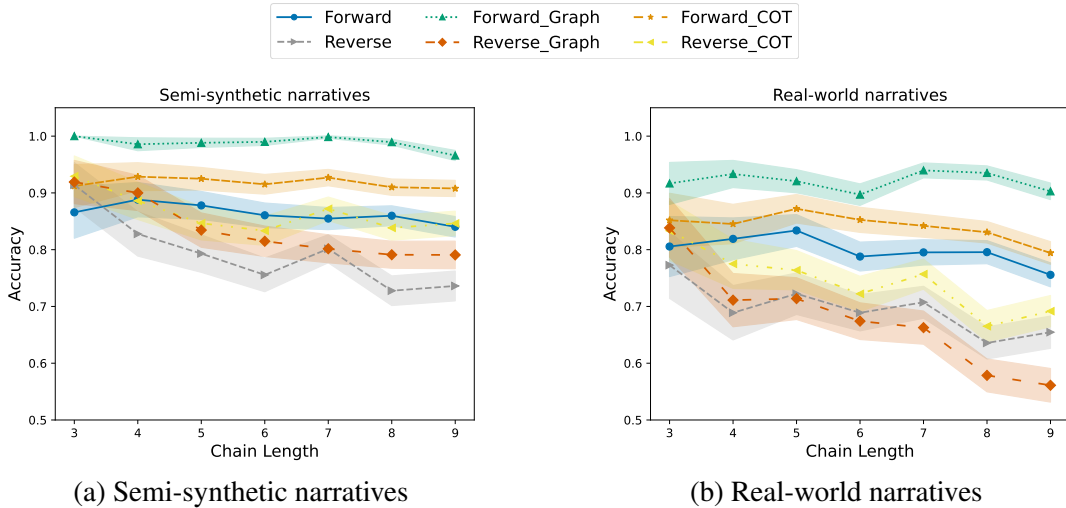 Forward Forward_Graph Forward_COT
Reverse Reverse_Graph Reverse_COT
Semi-synthetic narratives
1.0
0.9
0.8
0.7
0.6
0.5
Accuracy
3 4 5 6 7 8 9
Chain Length
(a) Semi-synthetic narratives
Real-world narratives
1.0
0.9
0.8
0.7
0.6
0.5
Accuracy
3 4 5 6 7 8 9
Chain Length
(b) Real-world narratives